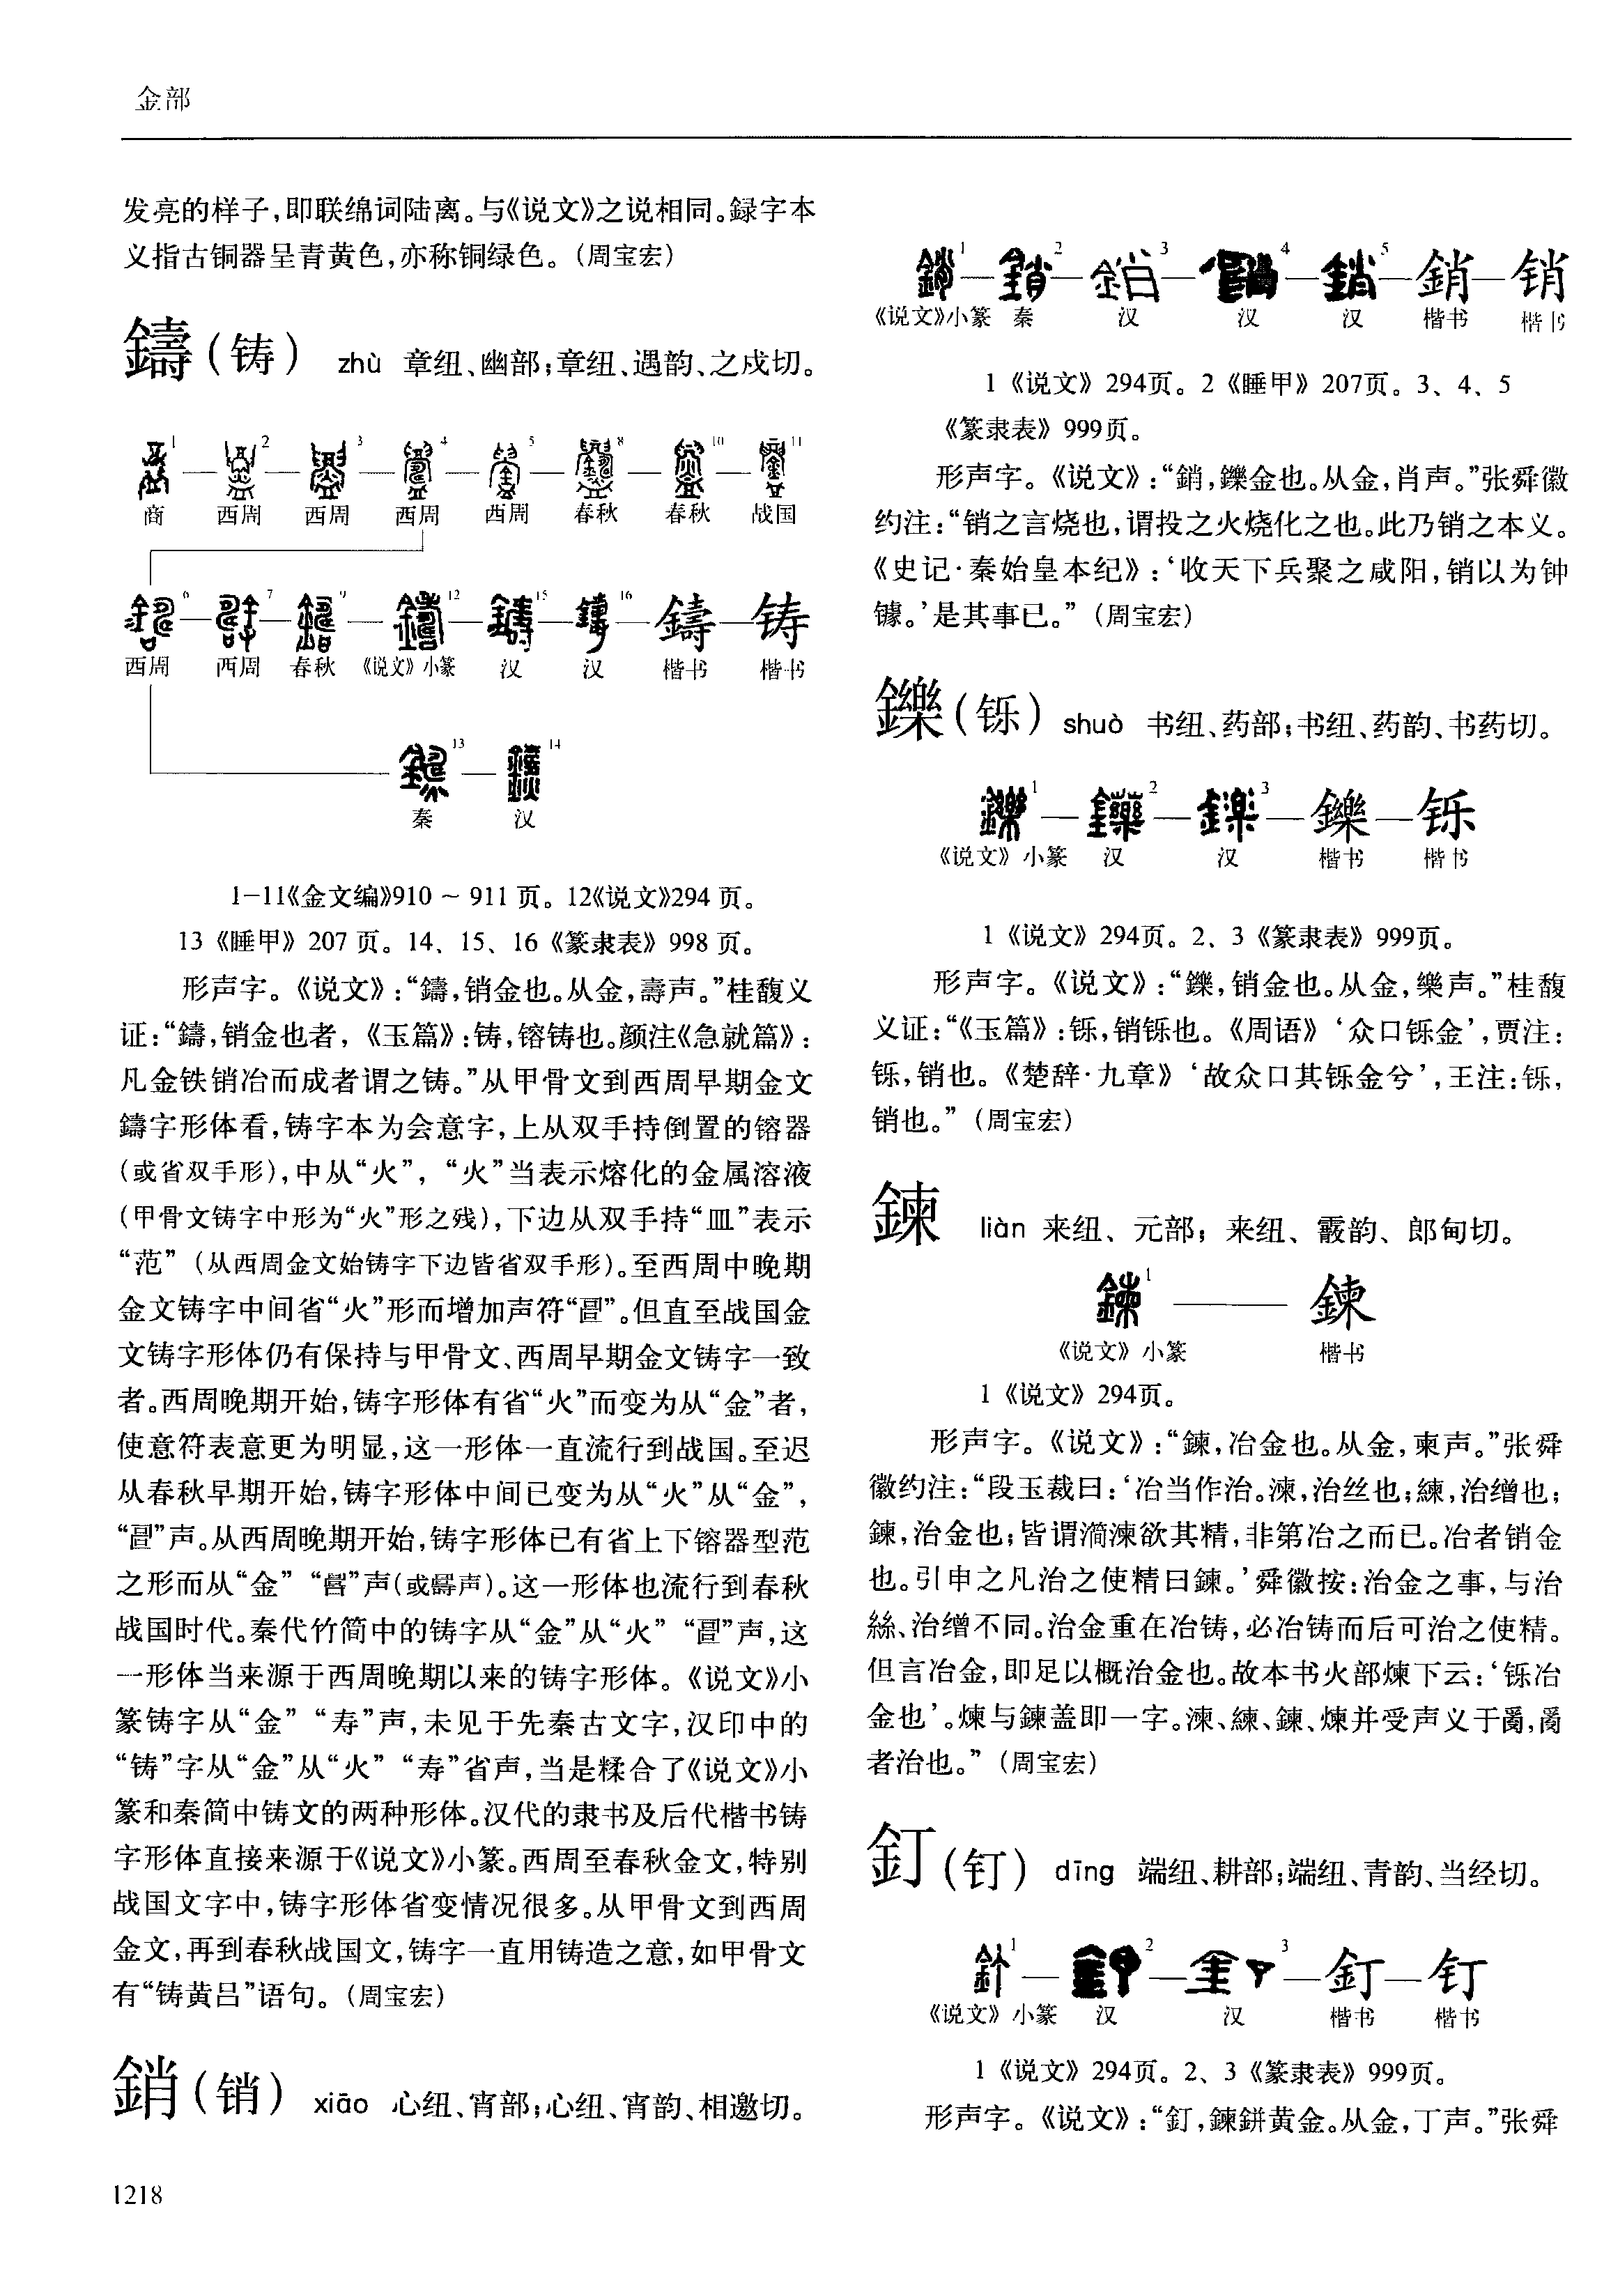 金部
发亮的样子，即联绵词陆离。与《说文》之说相同。録字本
义指古铜器呈青黄色，亦称铜绿色。（周宝宏）
鑄（铸） zhù 章纽、幽部；章纽、遇韵、之戍切。
1 2 3 4 5 8 10 11
商 西周 西周 西周 西周 春秋 春秋 战国
6 7 9 12 15 16 鑄 铸
西周 西周 春秋 《说文》小篆 汉 汉 楷书 楷书
13 14
秦 汉
1—11《金文编》910 ~ 911 页。12《说文》294 页。
13《睡甲》207 页。14、15、16《篆隶表》998 页。
形声字。《说文》：“鑄，销金也。从金，壽声。”桂馥义
证：“鑄，销金也者，《玉篇》：铸，镕铸也。颜注《急就篇》：
凡金铁销冶而成者谓之铸。”从甲骨文到西周早期金文
鑄字形体看，铸字本为会意字，上从双手持倒置的镕器
（或省双手形），中从“火”，“火”当表示熔化的金属溶液
（甲骨文铸字中形为“火”形之残），下边从双手持“皿”表示
“范”（从西周金文始铸字下边皆省双手形）。至西周中晚期
金文铸字中间省“火”形而增加声符“”。但直至战国金
文铸字形体仍有保持与甲骨文、西周早期金文铸字一致
者。西周晚期开始，铸字形体有省“火”而变为从“金”者，
使意符表意更为明显，这一形体一直流行到战国。至迟
从春秋早期开始，铸字形体中间已变为从“火”从“金”，
“”声。从西周晚期开始，铸字形体已有省上下镕器型范
之形而从“金”“”声（或声）。这一形体也流行到春秋
战国时代。秦代竹简中的铸字从“金”从“火”“”声，这
一形体当来源于西周晚期以来的铸字形体。《说文》小
篆铸字从“金”“寿”声，未见于先秦古文字，汉印中的
“铸”字从“金”从“火”“寿”省声，当是糅合了《说文》小
篆和秦简中铸文的两种形体。汉代的隶书及后代楷书铸
字形体直接来源于《说文》小篆。西周至春秋金文，特别
战国文字中，铸字形体省变情况很多。从甲骨文到西周
金文，再到春秋战国文，铸字一直用铸造之意，如甲骨文
有“铸黄吕”语句。（周宝宏）
銷（销） xiāo 心纽、宵部；心纽、宵韵、相邀切。
1218
1 2 3 4 5 銷 销
《说文》小篆 秦 汉 汉 汉 楷书 楷书
1《说文》294页。2《睡甲》207页。3、4、5
《篆隶表》999页。
形声字。《说文》：“銷，鑠金也。从金，肖声。”张舜徽
约注：“销之言烧也，谓投之火烧化之也。此乃销之本义。
《史记·秦始皇本纪》：‘收天下兵聚之咸阳，销以为钟
鐻。’是其事已。”（周宝宏）
鑠（铄） shuò 书纽、药部；书纽、药韵、书药切。
1 2 3 鑠 铄
《说文》小篆 汉 汉 楷书 楷书
1《说文》294页。2、3《篆隶表》999页。
形声字。《说文》：“鑠，销金也。从金，樂声。”桂馥
义证：“《玉篇》：铄，销铄也。《周语》‘众口铄金’，贾注：
铄，销也。《楚辞·九章》‘故众口其铄金兮’，王注：铄，
销也。”（周宝宏）
鍊 liàn 来纽、元部；来纽、霰韵、郎甸切。
1 鍊
《说文》小篆 楷书
1《说文》294页。
形声字。《说文》：“鍊，冶金也。从金，柬声。”张舜
徽约注：“段玉裁曰：‘冶当作治。湅，治丝也；練，治缯也；
鍊，治金也；皆谓㵕湅欲其精，非第冶之而已。冶者销金
也。引申之凡治之使精曰鍊。’舜徽按：治金之事，与治
絲、治缯不同。治金重在冶铸，必冶铸而后可治之使精。
但言冶金，即足以概治金也。故本书火部煉下云：‘铄冶
金也’。煉与鍊盖即一字。湅、練、鍊、煉并受声义于𤔔，𤔔
者治也。”（周宝宏）
釘（钉） dīng 端纽、耕部；端纽、青韵、当经切。
1 2 3 釘 钉
《说文》小篆 汉 汉 楷书 楷书
1《说文》294页。2、3《篆隶表》999页。
形声字。《说文》：“釘，鍊鉼黄金。从金，丁声。”张舜